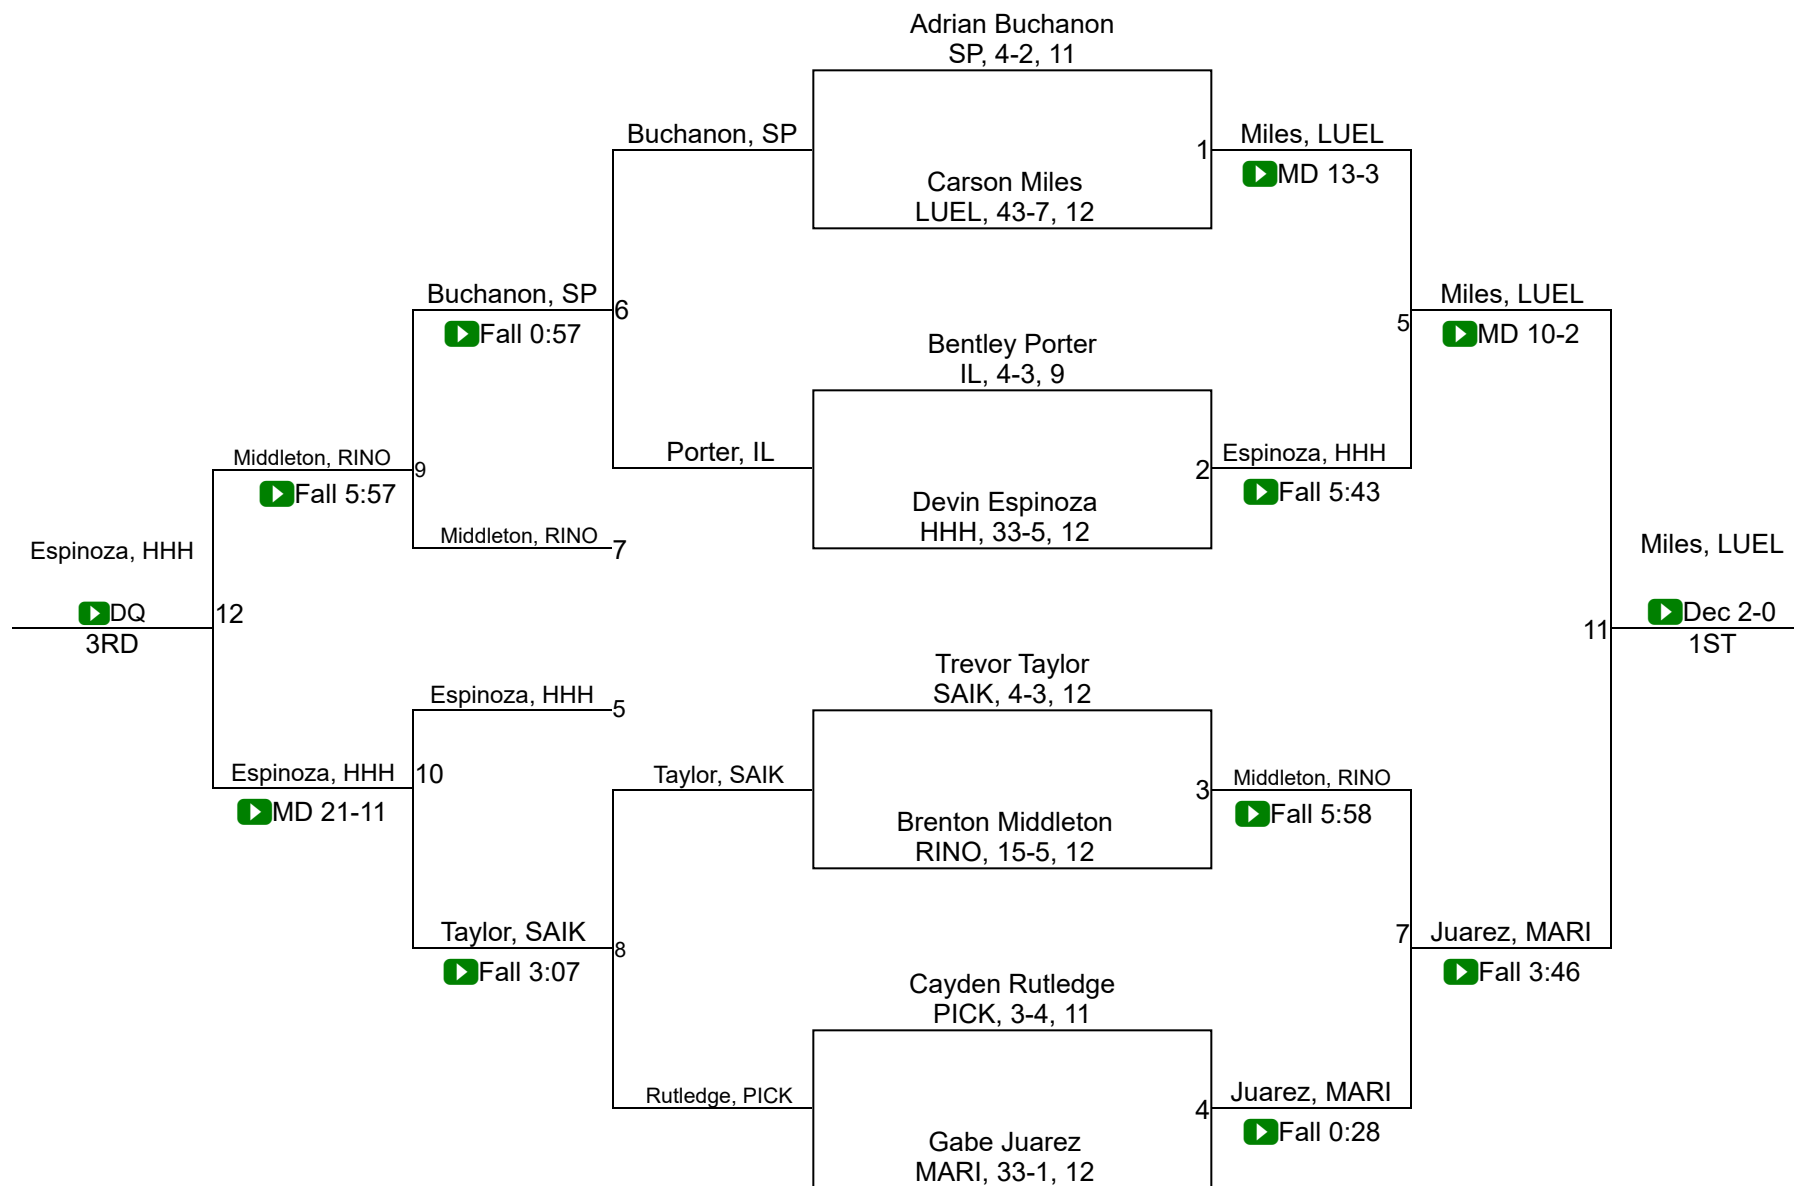 Adrian Buchanon
SP, 4-2, 11
Buchanon, SP
1
Miles, LUEL
MD 13-3
Carson Miles
LUEL, 43-7, 12
Buchanon, SP
6
Fall 0:57
5
Miles, LUEL
MD 10-2
Bentley Porter
IL, 4-3, 9
Middleton, RINO
9
Fall 5:57
Porter, IL
2
Espinoza, HHH
Fall 5:43
Devin Espinoza
HHH, 33-5, 12
Middleton, RINO
7
Espinoza, HHH
DQ
3RD
12
Miles, LUEL
11
Dec 2-0
1ST
Trevor Taylor
SAIK, 4-3, 12
Espinoza, HHH
5
Espinoza, HHH
10
MD 21-11
Taylor, SAIK
3
Middleton, RINO
Fall 5:58
Brenton Middleton
RINO, 15-5, 12
Taylor, SAIK
8
Fall 3:07
7
Juarez, MARI
Fall 3:46
Cayden Rutledge
PICK, 3-4, 11
Rutledge, PICK
4
Juarez, MARI
Fall 0:28
Gabe Juarez
MARI, 33-1, 12